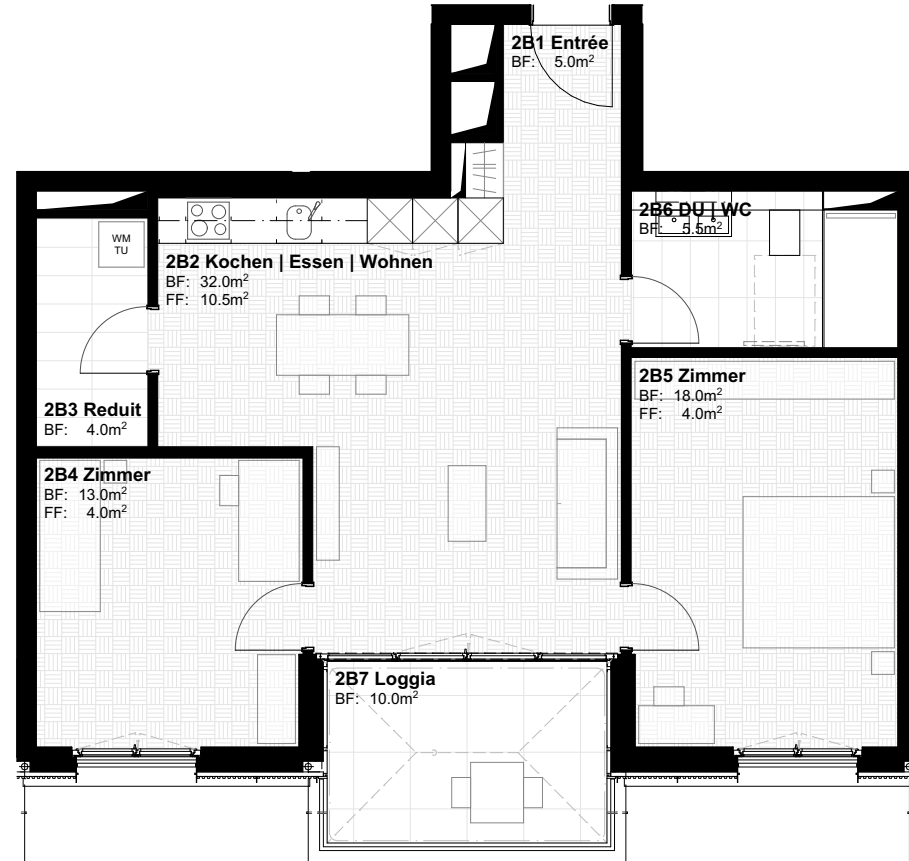 2B1 Entrée
BF: 5.0m²
2B6 DU | WC
BF: 5.5m²
WM
TU
2B2 Kochen | Essen | Wohnen
BF: 32.0m²
FF: 10.5m²
2B5 Zimmer
BF: 18.0m²
FF: 4.0m²
2B3 Reduit
BF: 4.0m²
2B4 Zimmer
BF: 13.0m²
FF: 4.0m²
2B7 Loggia
BF: 10.0m²